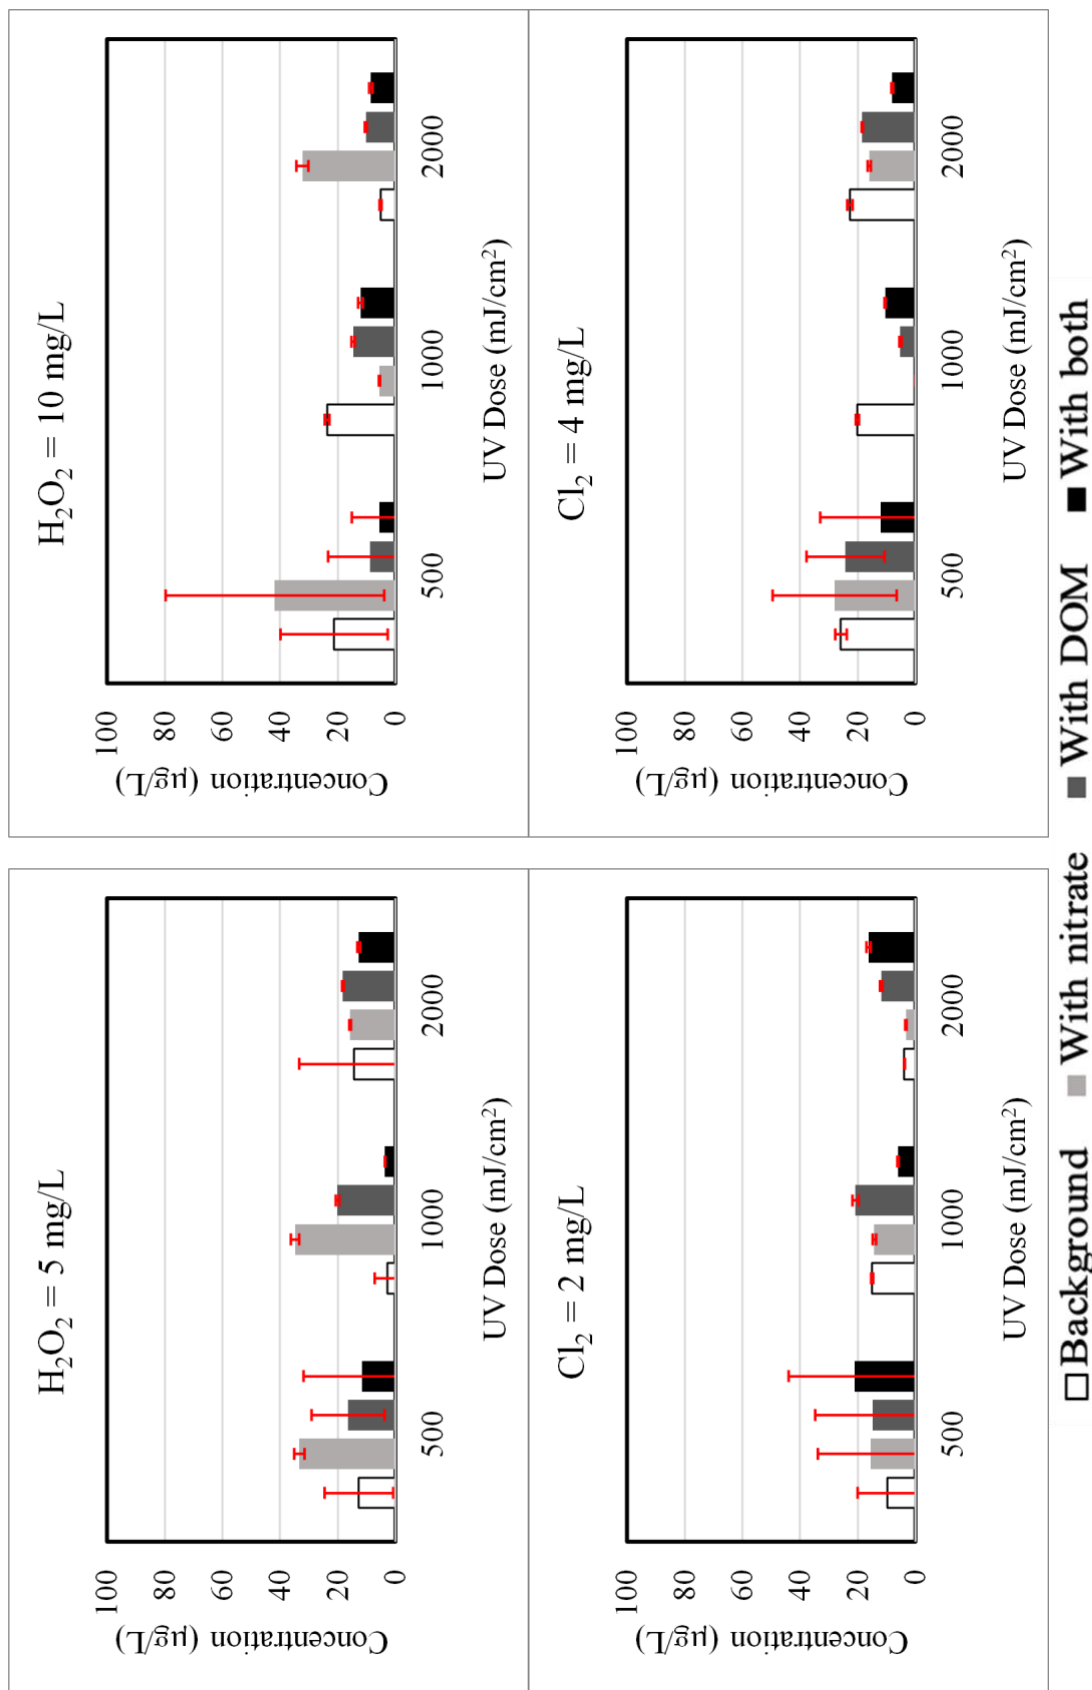 H₂O₂ = 5 mg/L
Concentration (µg/L)
100
80
60
40
20
0
500
1000
2000
UV Dose (mJ/cm²)
H₂O₂ = 10 mg/L
Concentration (µg/L)
100
80
60
40
20
0
500
1000
2000
UV Dose (mJ/cm²)
Cl₂ = 2 mg/L
Concentration (µg/L)
100
80
60
40
20
0
500
1000
2000
UV Dose (mJ/cm²)
Cl₂ = 4 mg/L
Concentration (µg/L)
100
80
60
40
20
0
500
1000
2000
UV Dose (mJ/cm²)
Background With nitrate With DOM With both